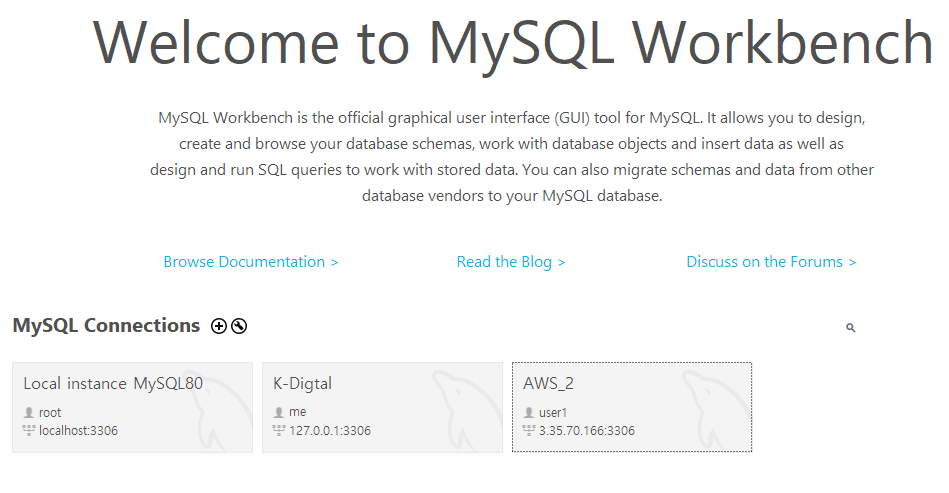 Welcome to MySQL Workbench
MySQL Workbench is the official graphical user interface (GUI) tool for MySQL. It allows you to design,
create and browse your database schemas, work with database objects and insert data as well as
design and run SQL queries to work with stored data. You can also migrate schemas and data from other
database vendors to your MySQL database.
Browse Documentation >
Read the Blog >
Discuss on the Forums >
MySQL Connections
Local instance MySQL80
root
localhost:3306
K-Digtal
me
127.0.0.1:3306
AWS_2
user1
3.35.70.166:3306